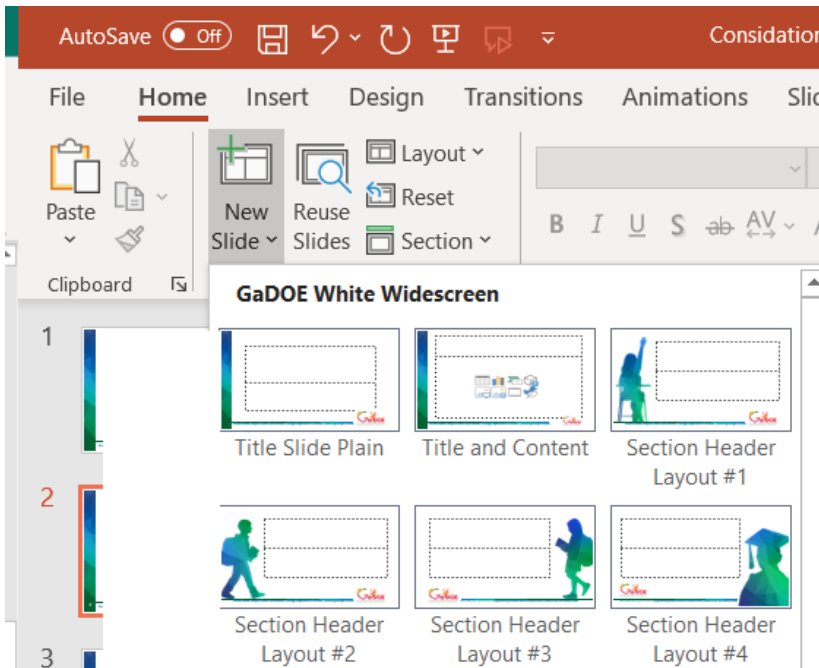 AutoSave Off Considation
File Home Insert Design Transitions Animations Slid
Paste
New
Slide
Reuse
Slides
Layout
Reset
Section
B I U S ab AV
Clipboard
GaDOE White Widescreen
1
Title Slide Plain
Title and Content
Section Header
Layout #1
2
Section Header
Layout #2
Section Header
Layout #3
Section Header
Layout #4
3